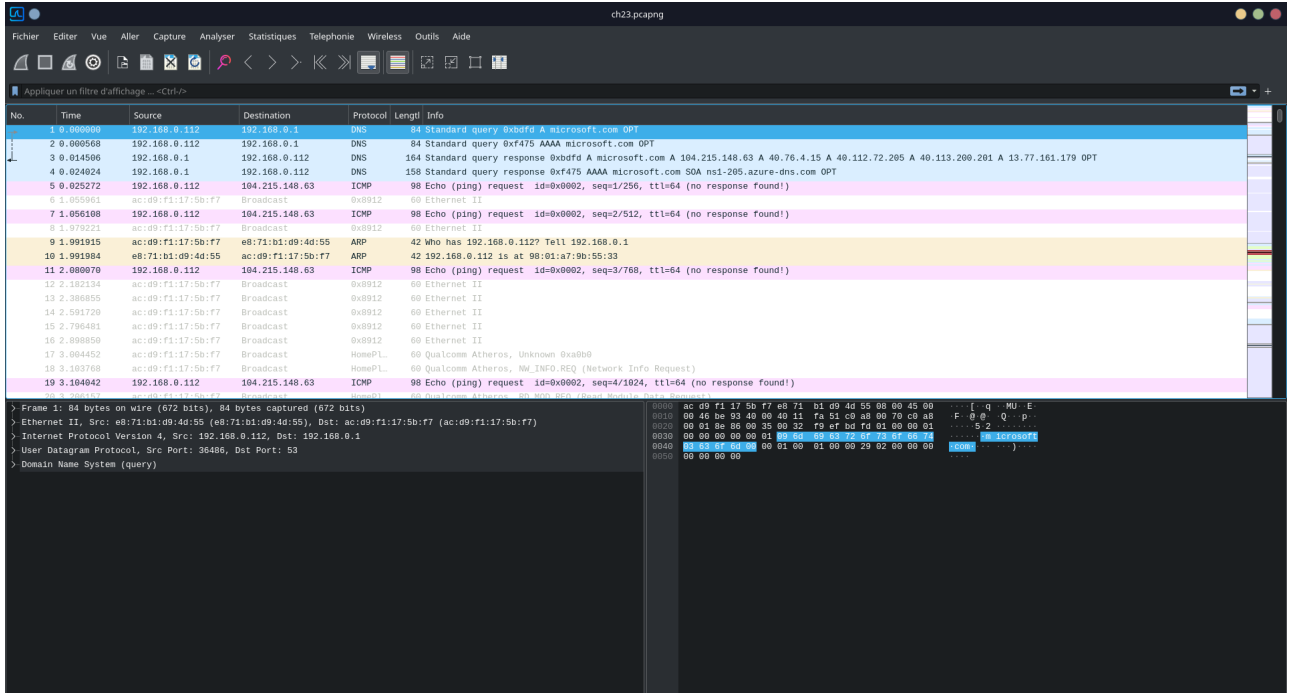 ch23.pcapng
Fichier Editer Vue Aller Capture Analyser Statistiques Telephonie Wireless Outils Aide
Appliquer un filtre d'affichage ... <Ctrl-/>
No. Time Source Destination Protocol Lengtl Info
1 0.000000 192.168.0.112 192.168.0.1 DNS 84 Standard query 0xbdfd A microsoft.com OPT
2 0.000568 192.168.0.112 192.168.0.1 DNS 84 Standard query 0xf475 AAAA microsoft.com OPT
3 0.014506 192.168.0.1 192.168.0.112 DNS 164 Standard query response 0xbdfd A microsoft.com A 104.215.148.63 A 40.76.4.15 A 40.112.72.205 A 40.113.200.201 A 13.77.161.179 OPT
4 0.024024 192.168.0.1 192.168.0.112 DNS 158 Standard query response 0xf475 AAAA microsoft.com SOA ns1-205.azure-dns.com OPT
5 0.025272 192.168.0.112 104.215.148.63 ICMP 98 Echo (ping) request id=0x0002, seq=1/256, ttl=64 (no response found!)
6 1.055961 ac:d9:f1:17:5b:f7 Broadcast 0x8912 60 Ethernet II
7 1.056108 192.168.0.112 104.215.148.63 ICMP 98 Echo (ping) request id=0x0002, seq=2/512, ttl=64 (no response found!)
8 1.979221 ac:d9:f1:17:5b:f7 Broadcast 0x8912 60 Ethernet II
9 1.991915 ac:d9:f1:17:5b:f7 e8:71:b1:d9:4d:55 ARP 42 Who has 192.168.0.112? Tell 192.168.0.1
10 1.991984 e8:71:b1:d9:4d:55 ac:d9:f1:17:5b:f7 ARP 42 192.168.0.112 is at 98:01:a7:9b:55:33
11 2.080070 192.168.0.112 104.215.148.63 ICMP 98 Echo (ping) request id=0x0002, seq=3/768, ttl=64 (no response found!)
12 2.182134 ac:d9:f1:17:5b:f7 Broadcast 0x8912 60 Ethernet II
13 2.386855 ac:d9:f1:17:5b:f7 Broadcast 0x8912 60 Ethernet II
14 2.591720 ac:d9:f1:17:5b:f7 Broadcast 0x8912 60 Ethernet II
15 2.796481 ac:d9:f1:17:5b:f7 Broadcast 0x8912 60 Ethernet II
16 2.898850 ac:d9:f1:17:5b:f7 Broadcast 0x8912 60 Ethernet II
17 3.004452 ac:d9:f1:17:5b:f7 Broadcast HomePl... 60 Qualcomm Atheros, Unknown 0xa0b0
18 3.103768 ac:d9:f1:17:5b:f7 Broadcast HomePl... 60 Qualcomm Atheros, NW_INFO.REQ (Network Info Request)
19 3.104042 192.168.0.112 104.215.148.63 ICMP 98 Echo (ping) request id=0x0002, seq=4/1024, ttl=64 (no response found!)
20 3.206157 ac:d9:f1:17:5b:f7 Broadcast HomePl... 60 Qualcomm Atheros, RD_MOD.REQ (Read Module Data Request)
Frame 1: 84 bytes on wire (672 bits), 84 bytes captured (672 bits)
Ethernet II, Src: e8:71:b1:d9:4d:55 (e8:71:b1:d9:4d:55), Dst: ac:d9:f1:17:5b:f7 (ac:d9:f1:17:5b:f7)
Internet Protocol Version 4, Src: 192.168.0.112, Dst: 192.168.0.1
User Datagram Protocol, Src Port: 36486, Dst Port: 53
Domain Name System (query)
0000 ac d9 f1 17 5b f7 e8 71 b1 d9 4d 55 08 00 45 00 ····[··q ··MU··E·
0010 00 46 be 93 40 00 40 11 fa 51 c0 a8 00 70 c0 a8 ·F··@·@· ·Q···p··
0020 00 01 8e 86 00 35 00 32 f9 ef bd fd 01 00 00 01 ·····5·2 ········
0030 00 00 00 00 00 01 09 6d 69 63 72 6f 73 6f 66 74 ·······m icrosoft
0040 03 63 6f 6d 00 00 01 00 01 00 00 29 02 00 00 00 ·com···· ···)····
0050 00 00 00 00 ····